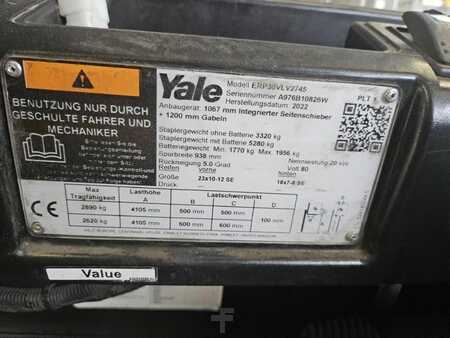 Yale
Modell ERP30VLV2745
Seriennummer A976B10826W
Herstellungsdatum: 2022
PLT 1
Anbaugerät: 1067 mm Integrierter Seitenschieber
+ 1200 mm Gabeln
BENUTZUNG NUR DURCH
GESCHULTE FAHRER UND
MECHANIKER
Staplergewicht ohne Batterie 3320 kg
Staplergewicht mit Batterie 5280 kg
Batteriegewicht: Min 1770 kg Max 1956 kg
Spurbreite 938 mm
Nennleistung 20 kW
Rückneigung 5.0 Grad
Volt 80
Reifen vorne hinten
Größe 23x10-12 SE 18x7-8 SE
Druck
Max Tragfähigkeit Lasthöhe A Lastschwerpunkt B C D
2890 kg 4105 mm 500 mm 500 mm 100 mm
2620 kg 4105 mm 600 mm 600 mm
CE
Value